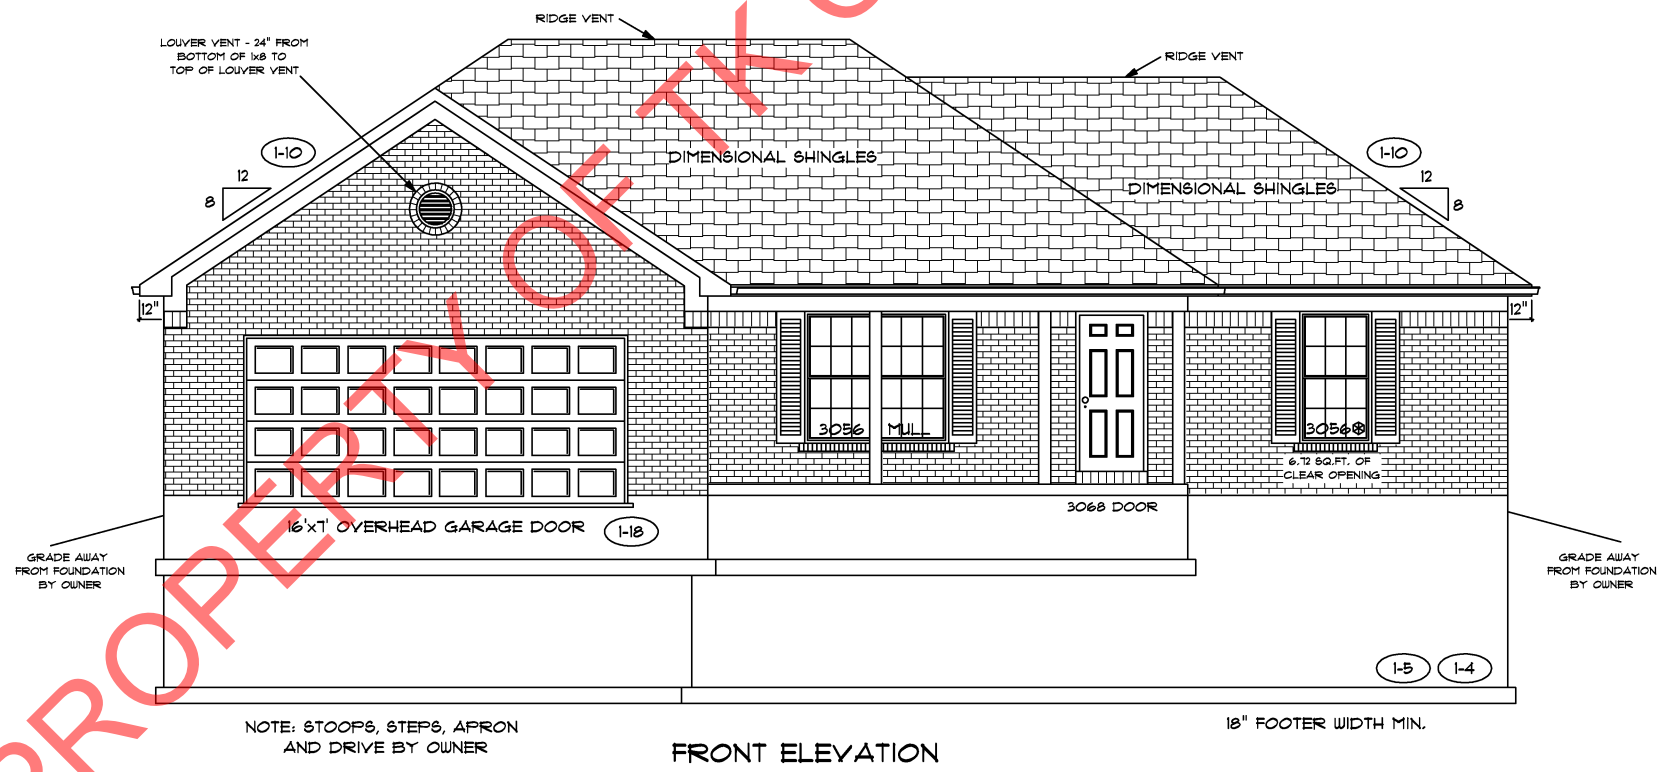 RIDGE VENT
LOUVER VENT - 24" FROM
BOTTOM OF 1x8 TO
TOP OF LOUVER VENT
RIDGE VENT
1-10
12
8
DIMENSIONAL SHINGLES
DIMENSIONAL SHINGLES
1-10
12
8
12"
12"
3056 MULL
3056
6.72 SQ.FT. OF
CLEAR OPENING
3068 DOOR
16'x7' OVERHEAD GARAGE DOOR
1-18
GRADE AWAY
FROM FOUNDATION
BY OWNER
GRADE AWAY
FROM FOUNDATION
BY OWNER
1-5
1-4
NOTE: STOOPS, STEPS, APRON
AND DRIVE BY OWNER
18" FOOTER WIDTH MIN.
FRONT ELEVATION
PROPERTY OF TK